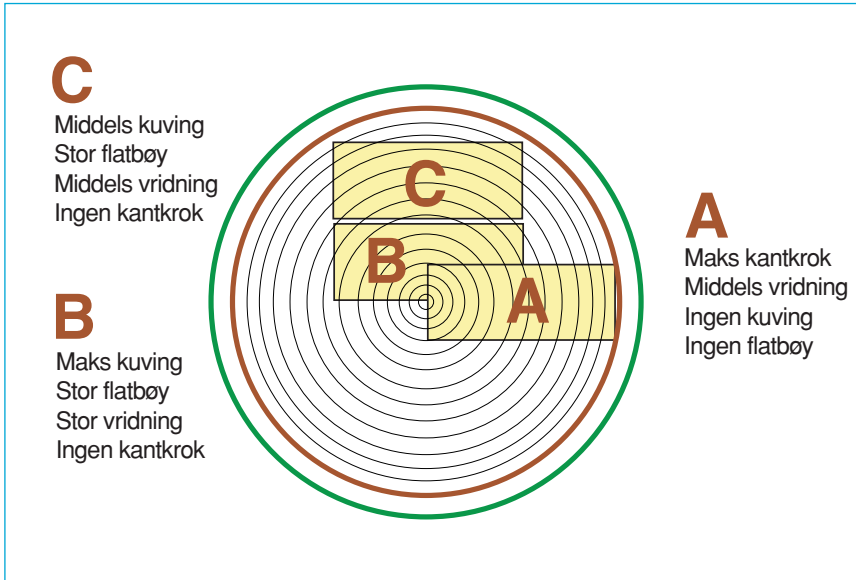 C
Middels kuving
Stor flatbøy
Middels vridning
Ingen kantkrok
B
Maks kuving
Stor flatbøy
Stor vridning
Ingen kantkrok
C
B
A
A
Maks kantkrok
Middels vridning
Ingen kuving
Ingen flatbøy